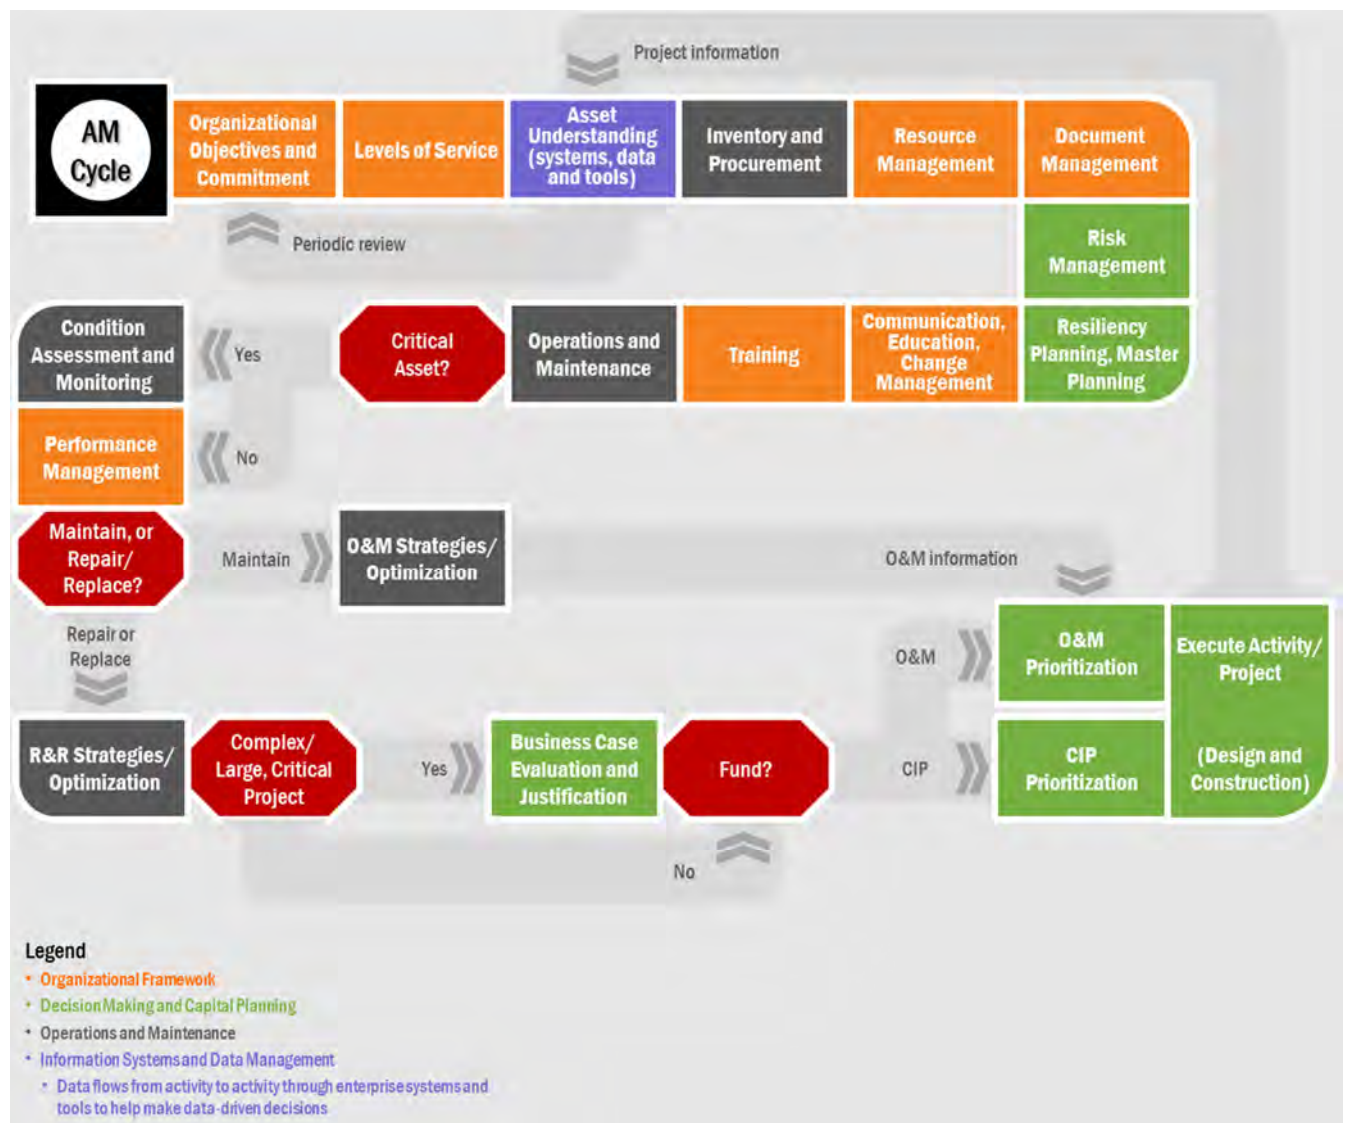 Project information
AM
Cycle
Organizational
Objectives and
Commitment
Levels of Service
Asset
Understanding
(systems, data
and tools)
Inventory and
Procurement
Resource
Management
Document
Management
Periodic review
Risk
Management
Condition
Assessment and
Monitoring
Yes
Critical
Asset?
Operations and
Maintenance
Training
Communication,
Education,
Change
Management
Resiliency
Planning, Master
Planning
Performance
Management
No
Maintain, or
Repair/
Replace?
Maintain
O&M Strategies/
Optimization
O&M information
Repair or
Replace
O&M
O&M
Prioritization
Execute Activity/
Project
(Design and
Construction)
R&R Strategies/
Optimization
Complex/
Large, Critical
Project
Yes
Business Case
Evaluation and
Justification
Fund?
CIP
CIP
Prioritization
No
Legend
• Organizational Framework
• Decision Making and Capital Planning
• Operations and Maintenance
• Information Systems and Data Management
• Data flows from activity to activity through enterprise systems and
tools to help make data-driven decisions